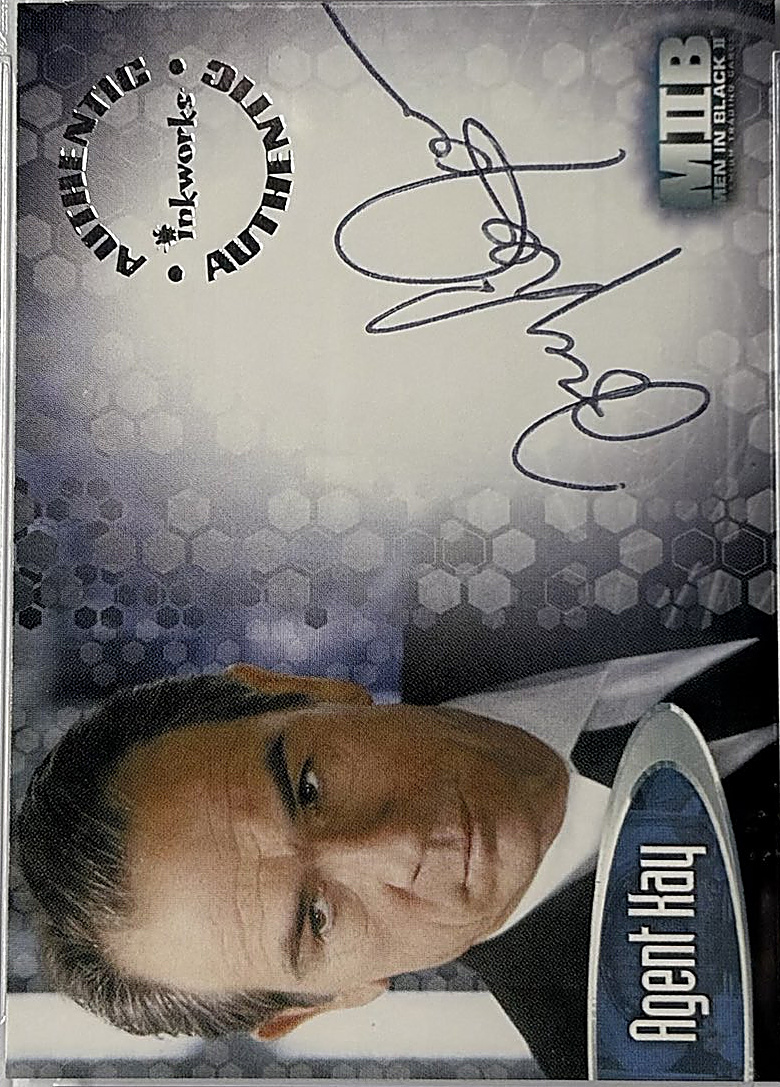 AUTHENTIC
inkworks
AUTHENTIC
MIIB
MEN IN BLACK II
Agent Kay